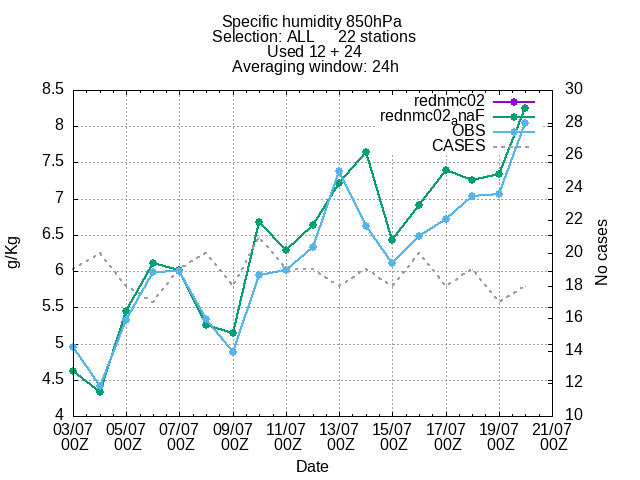 Specific humidity 850hPa
Selection: ALL 22 stations
Used 12 + 24
Averaging window: 24h
8.5 30
rednmc02
rednmc02anaF
8 28
OBS
CASES
7.5 26
7 24
6.5 22
g/Kg
No cases
6 20
5.5 18
16
5 14
4.5 12
4 10
03/07 05/07 07/07 09/07 11/07 13/07 15/07 17/07 19/07 21/07
00Z 00Z 00Z 00Z 00Z 00Z 00Z 00Z 00Z 00Z
Date